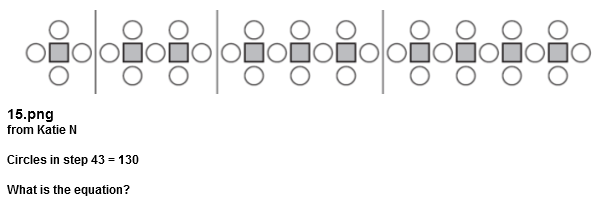 15.png
from Katie N
Circles in step 43 = 130
What is the equation?